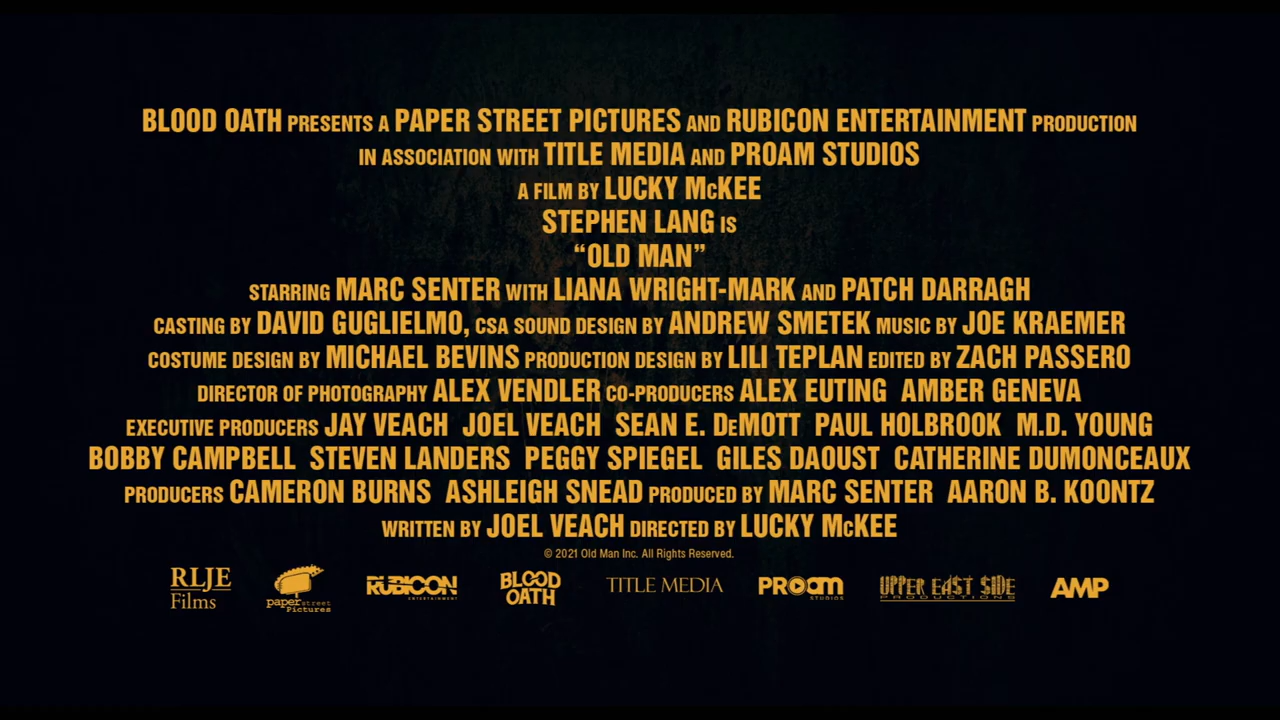 BLOOD OATH PRESENTS A PAPER STREET PICTURES AND RUBICON ENTERTAINMENT PRODUCTION
IN ASSOCIATION WITH TITLE MEDIA AND PROAM STUDIOS
A FILM BY LUCKY McKEE
STEPHEN LANG IS
“OLD MAN”
STARRING MARC SENTER WITH LIANA WRIGHT-MARK AND PATCH DARRAGH
CASTING BY DAVID GUGLIELMO, CSA SOUND DESIGN BY ANDREW SMETEK MUSIC BY JOE KRAEMER
COSTUME DESIGN BY MICHAEL BEVINS PRODUCTION DESIGN BY LILI TEPLAN EDITED BY ZACH PASSERO
DIRECTOR OF PHOTOGRAPHY ALEX VENDLER CO-PRODUCERS ALEX EUTING AMBER GENEVA
EXECUTIVE PRODUCERS JAY VEACH JOEL VEACH SEAN E. DeMOTT PAUL HOLBROOK M.D. YOUNG
BOBBY CAMPBELL STEVEN LANDERS PEGGY SPIEGEL GILES DAOUST CATHERINE DUMONCEAUX
PRODUCERS CAMERON BURNS ASHLEIGH SNEAD PRODUCED BY MARC SENTER AARON B. KOONTZ
WRITTEN BY JOEL VEACH DIRECTED BY LUCKY McKEE
© 2021 Old Man Inc. All Rights Reserved.
RLJE Films
paper street Pictures
RUBICON ENTERTAINMENT
BLOOD OATH
TITLE MEDIA
PROAM STUDIOS
UPPER EAST SIDE PRODUCTIONS
AMP